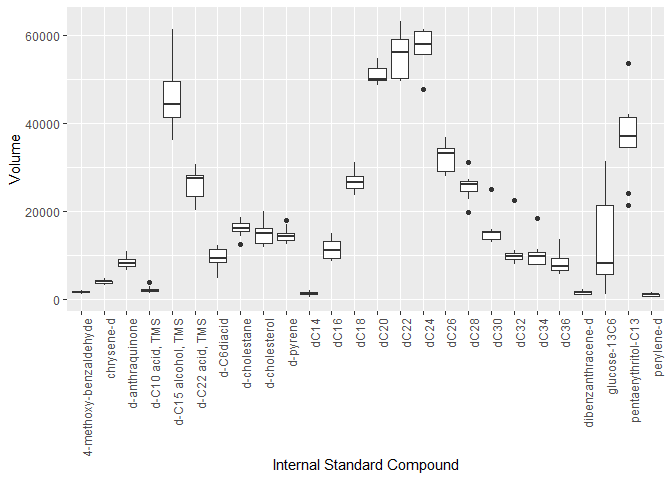 60000
40000
20000
0
Volume
4-methoxy-benzaldehyde
chrysene-d
d-anthraquinone
d-C10 acid, TMS
d-C15 alcohol, TMS
d-C22 acid, TMS
d-C6diacid
d-cholestane
d-cholesterol
d-pyrene
dC14
dC16
dC18
dC20
dC22
dC24
dC26
dC28
dC30
dC32
dC34
dC36
dibenzanthracene-d
glucose-13C6
pentaerythritol-C13
perylene-d
Internal Standard Compound